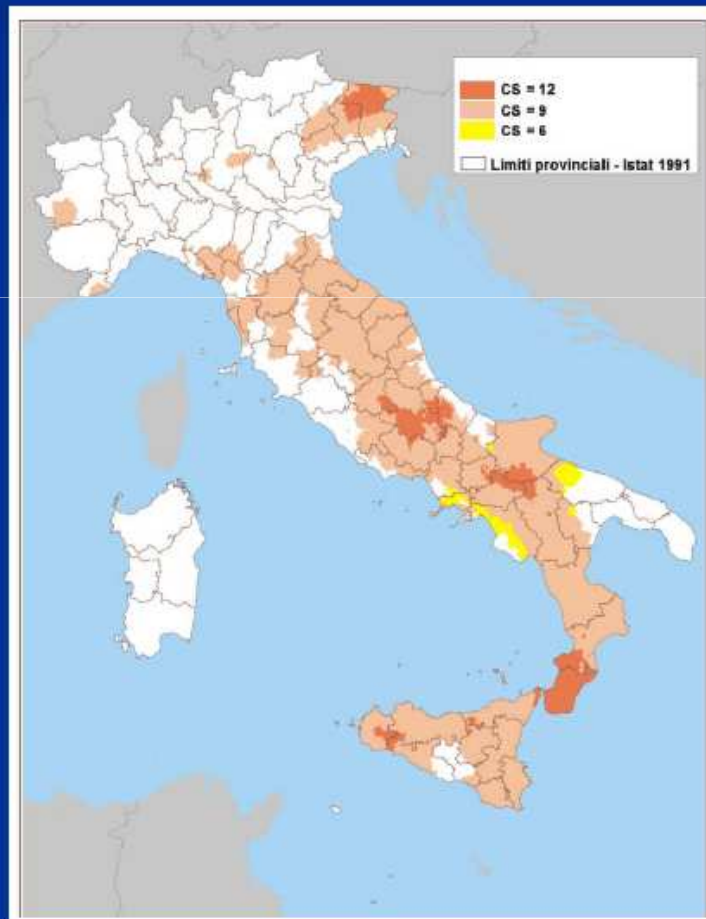 CS = 12
CS = 9
CS = 6
Limiti provinciali - Istat 1991